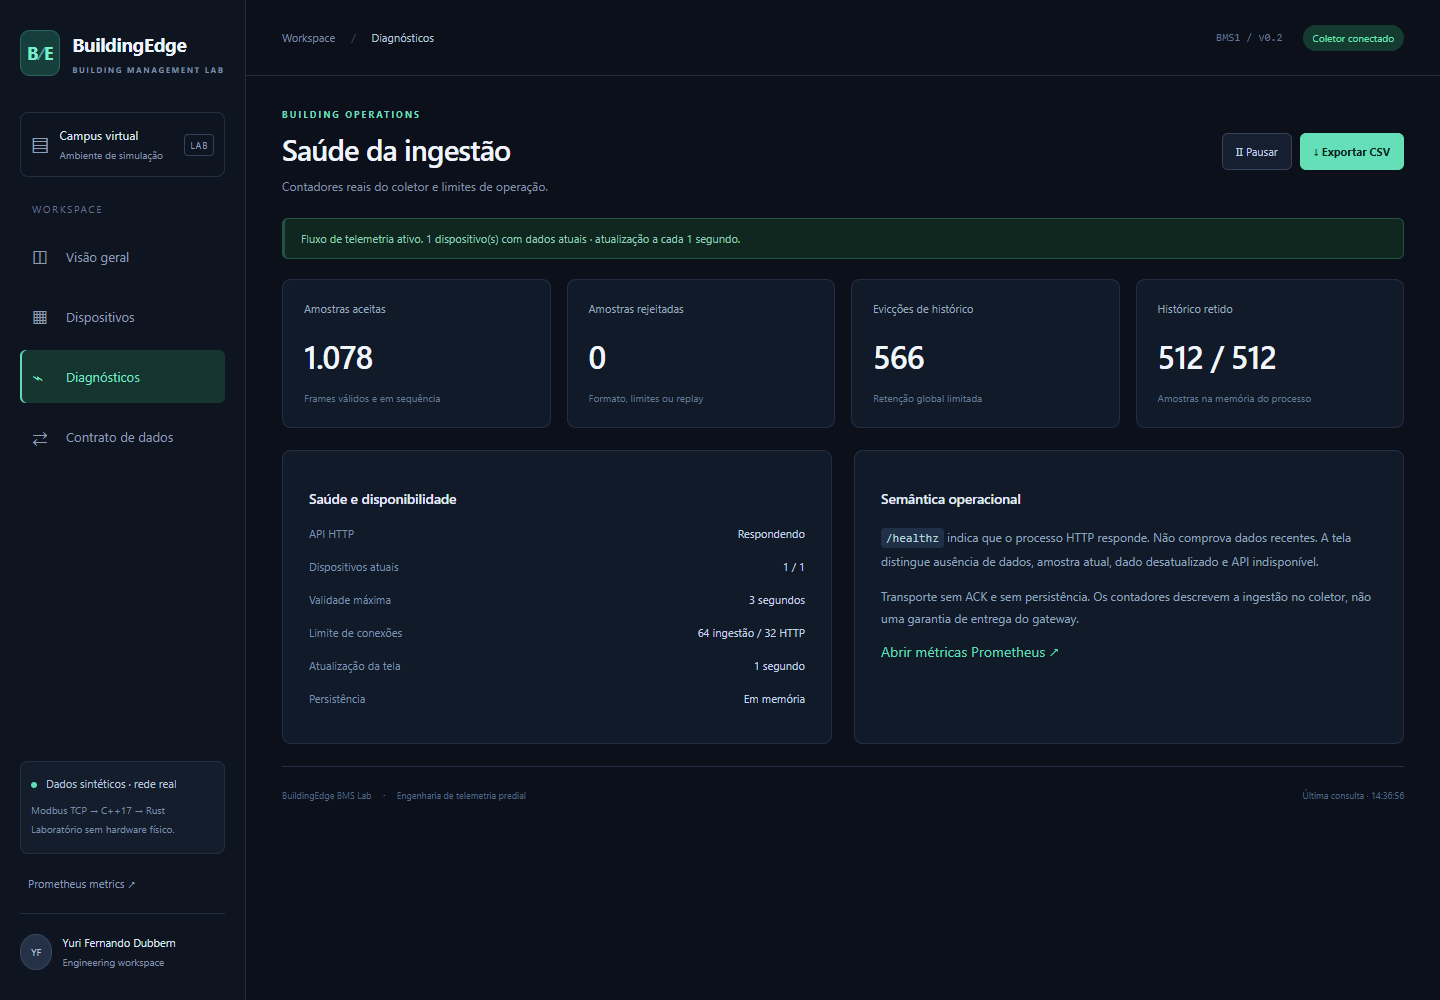 B/E
BuildingEdge
BUILDING MANAGEMENT LAB
Campus virtual
Ambiente de simulação
LAB
WORKSPACE
Visão geral
Dispositivos
Diagnósticos
Contrato de dados
Dados sintéticos · rede real
Modbus TCP → C++17 → Rust
Laboratório sem hardware físico.
Prometheus metrics ↗
YF
Yuri Fernando Dubbern
Engineering workspace
Workspace / Diagnósticos
BMS1 / v0.2
Coletor conectado
BUILDING OPERATIONS
Saúde da ingestão
Contadores reais do coletor e limites de operação.
II Pausar
↓ Exportar CSV
Fluxo de telemetria ativo. 1 dispositivo(s) com dados atuais · atualização a cada 1 segundo.
Amostras aceitas
1.078
Frames válidos e em sequência
Amostras rejeitadas
0
Formato, limites ou replay
Evicções de histórico
566
Retenção global limitada
Histórico retido
512 / 512
Amostras na memória do processo
Saúde e disponibilidade
API HTTP Respondendo
Dispositivos atuais 1 / 1
Validade máxima 3 segundos
Limite de conexões 64 ingestão / 32 HTTP
Atualização da tela 1 segundo
Persistência Em memória
Semântica operacional
/healthz indica que o processo HTTP responde. Não comprova dados recentes. A tela
distingue ausência de dados, amostra atual, dado desatualizado e API indisponível.
Transporte sem ACK e sem persistência. Os contadores descrevem a ingestão no coletor, não
uma garantia de entrega do gateway.
Abrir métricas Prometheus ↗
BuildingEdge BMS Lab · Engenharia de telemetria predial
Última consulta · 14:36:56